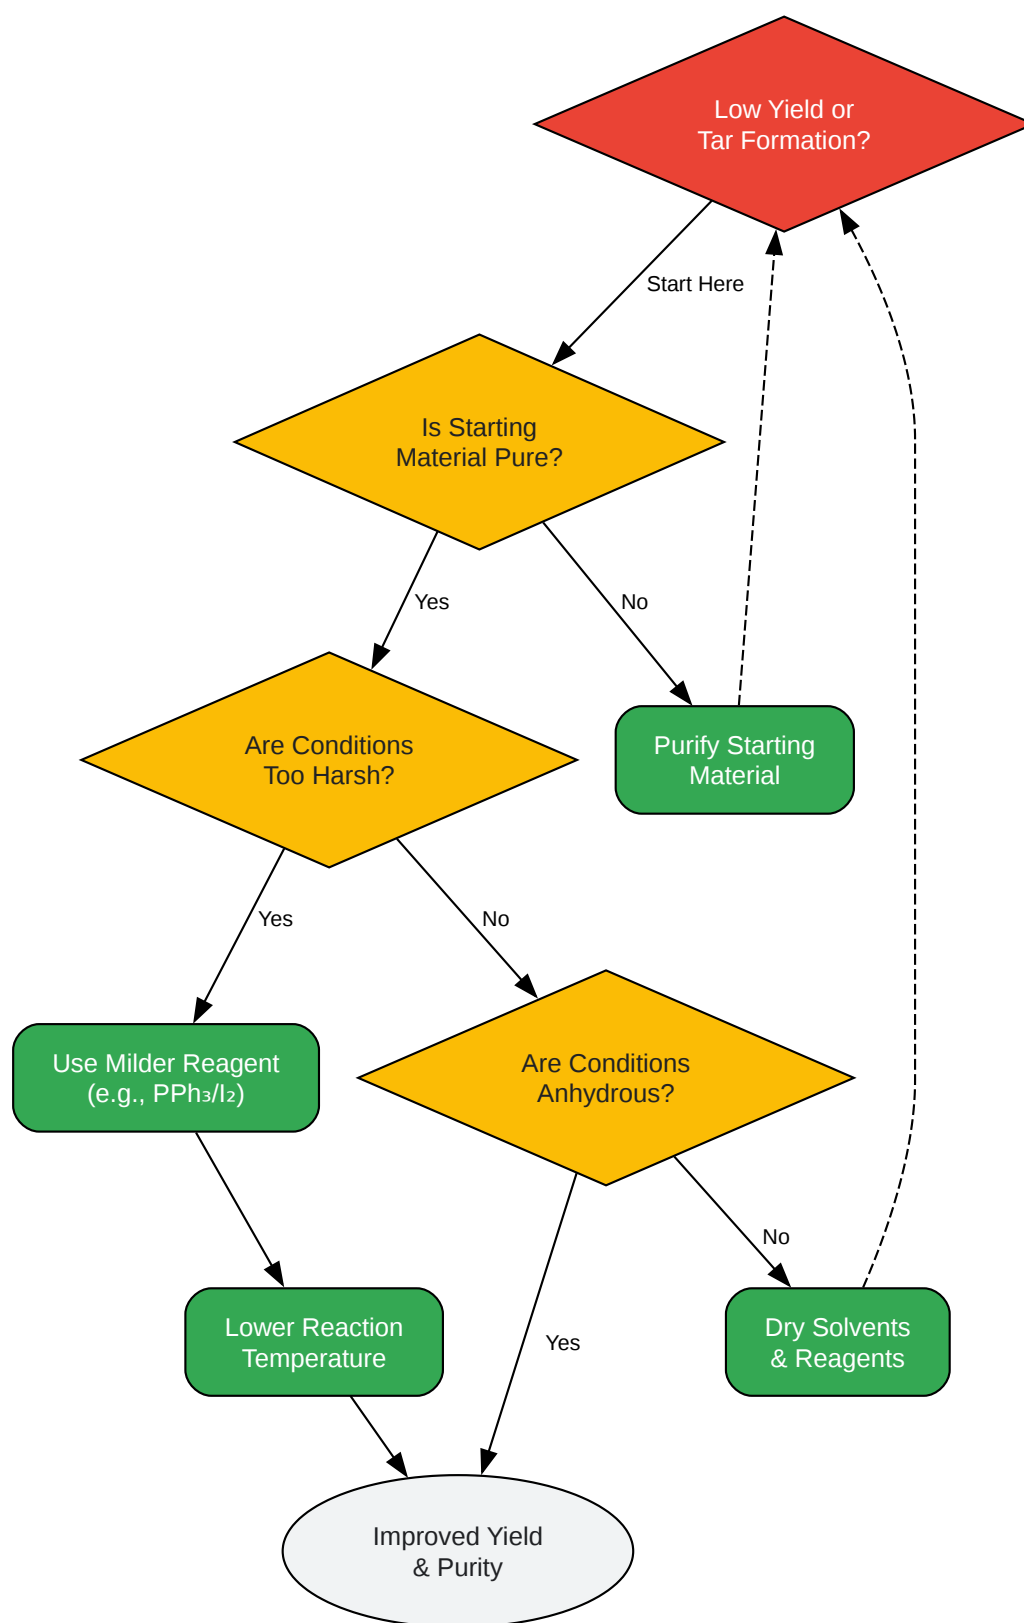 Low Yield or
Tar Formation?
Start Here
Is Starting
Material Pure?
Yes
No
Are Conditions
Too Harsh?
Purify Starting
Material
Yes
No
Use Milder Reagent
(e.g., PPh₃/I₂)
Are Conditions
Anhydrous?
No
Lower Reaction
Temperature
Yes
Dry Solvents
& Reagents
Improved Yield
& Purity